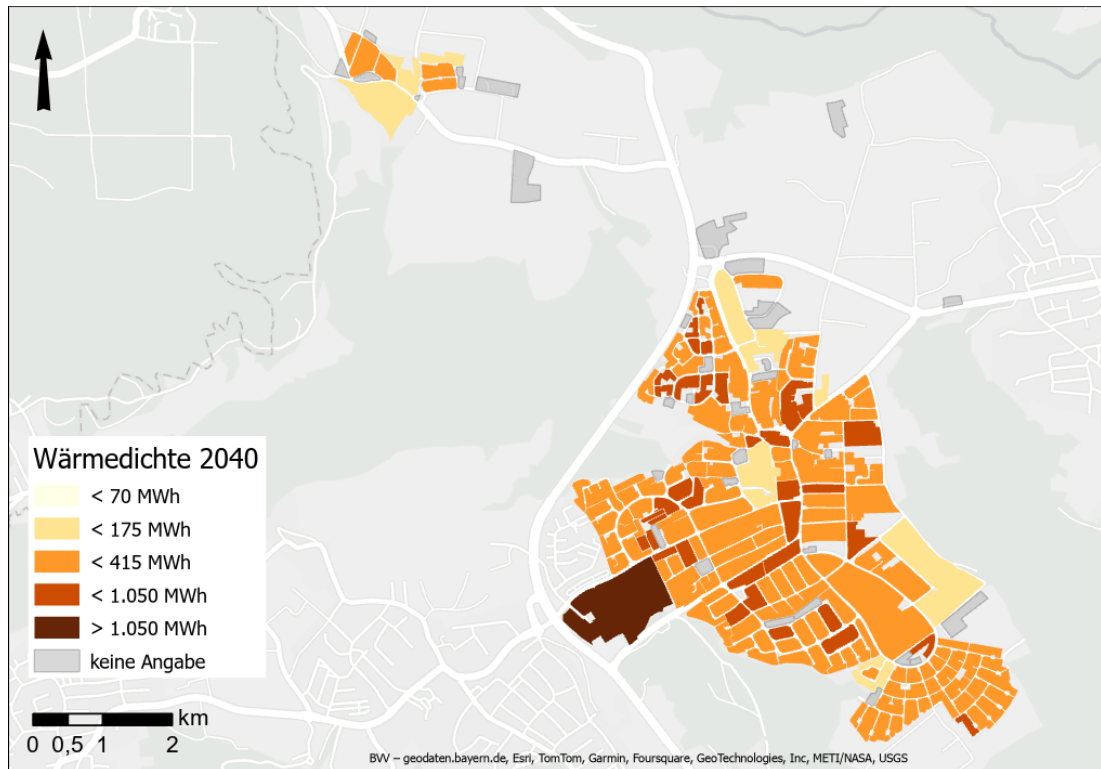 Wärmedichte 2040
< 70 MWh
< 175 MWh
< 415 MWh
< 1.050 MWh
> 1.050 MWh
keine Angabe
km
0 0,5 1 2
BVV – geodaten.bayern.de, Esri, TomTom, Garmin, Foursquare, GeoTechnologies, Inc, METI/NASA, USGS